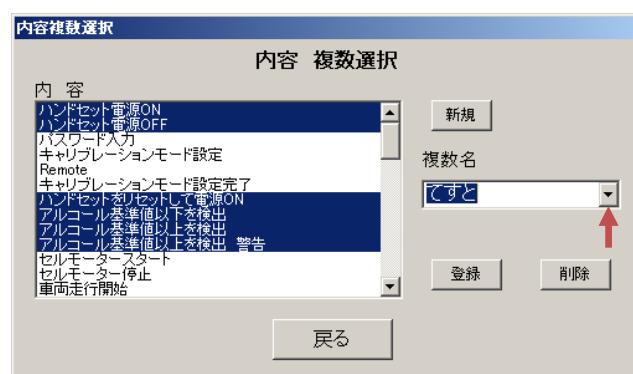 内容複数選択
内容 複数選択
内 容
ハンドセット電源ON
ハンドセット電源OFF
パスワード入力
キャリブレーションモード設定
Remote
キャリブレーションモード設定完了
ハンドセットをリセットして電源ON
アルコール基準値以下を検出
アルコール基準値以上を検出
アルコール基準値以上を検出 警告
セルモータースタート
セルモーター停止
車両走行開始
新規
複数名
てすと
登録
削除
戻る